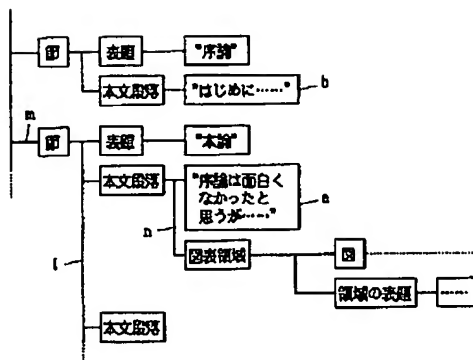 節 表題 "序論"
本文段落 "はじめに……" b
m
節 表題 "本論"
本文段落 "序論は面白く
なかったと
思うが……" a
n
図表領域 図
l
領域の表題
本文段落